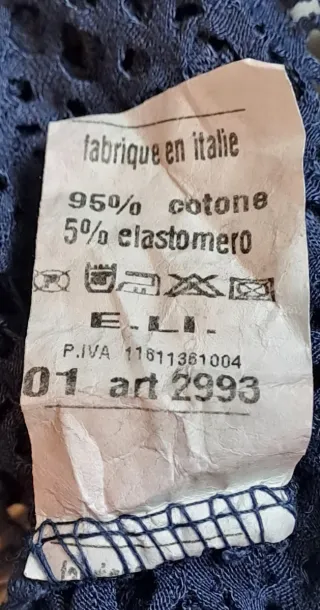 fabrique en italie
95% cotone
5% elastomero
E.LI.
P.IVA 11611361004
01 art 2993